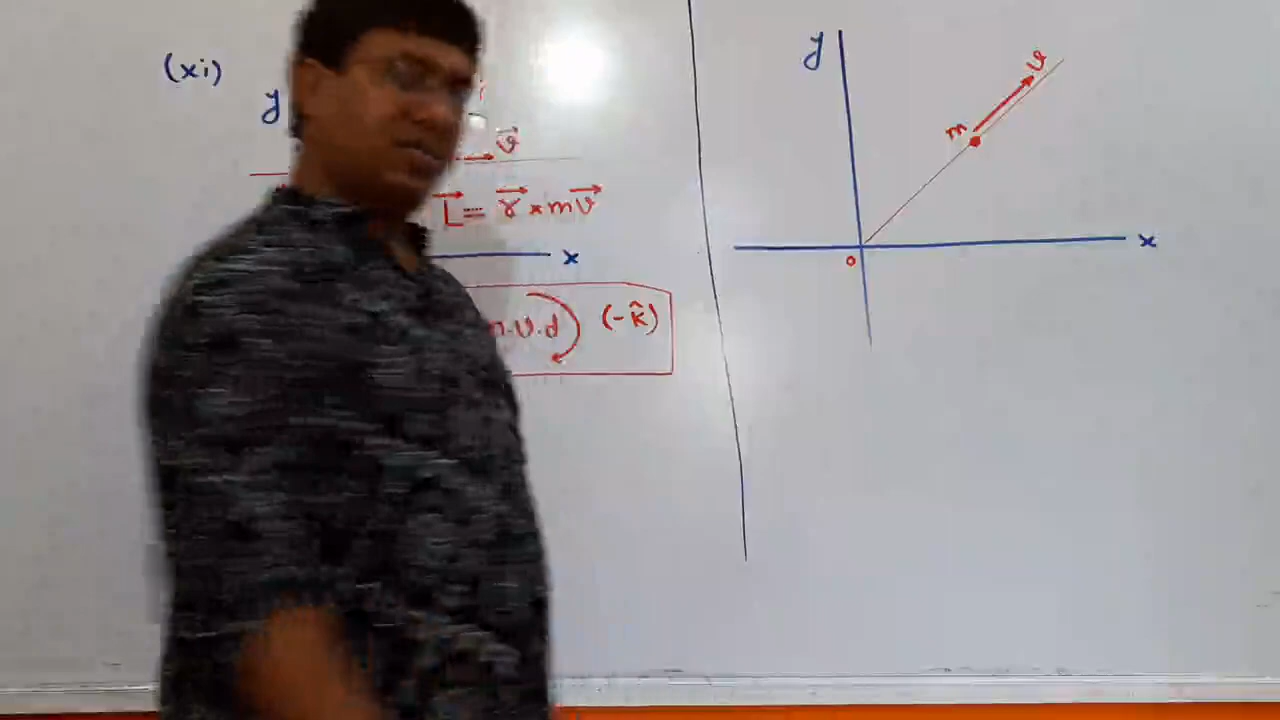 (xi)
y
v⃗
L⃗ = r⃗ × mv⃗
x
.v.d (-k̂)
y
m v
o
x